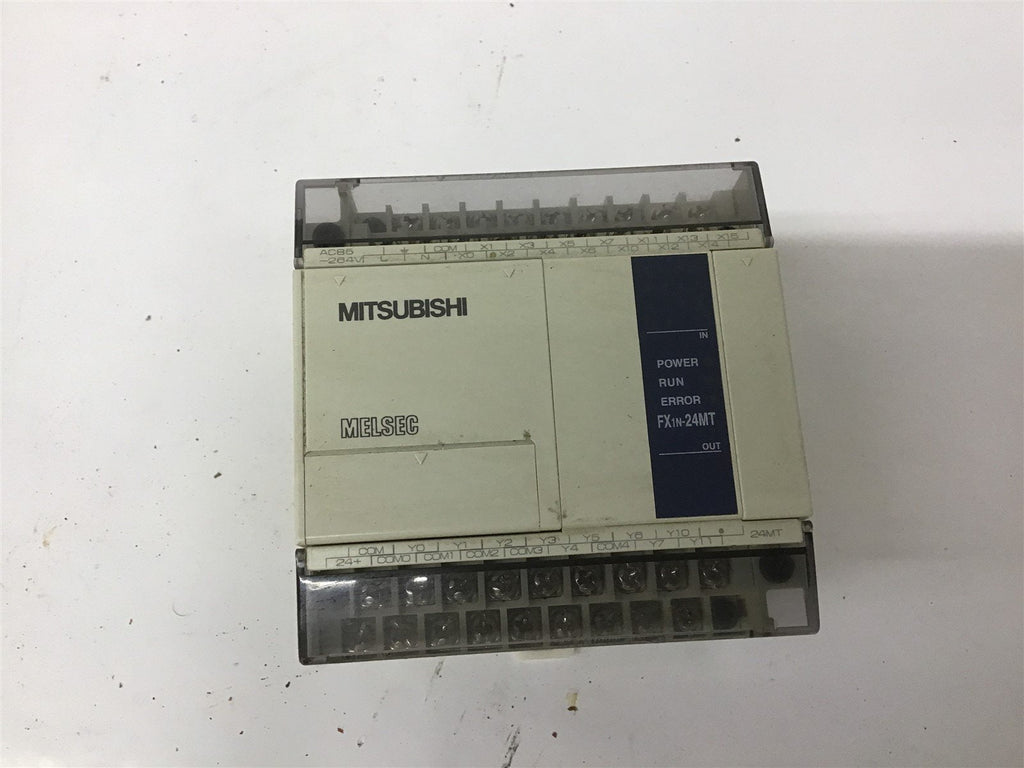 AC85 ⏚ COM X1 X3 X5 X7 X11 X13 X15
-264V L N X0 X2 X4 X6 X10 X12 X14
MITSUBISHI
IN
POWER
RUN
ERROR
FX1N-24MT
MELSEC
OUT
COM Y0 Y1 Y2 Y3 Y5 Y6 Y10 • 24MT
24+ COM0 COM1 COM2 COM3 Y4 COM4 Y7 Y11